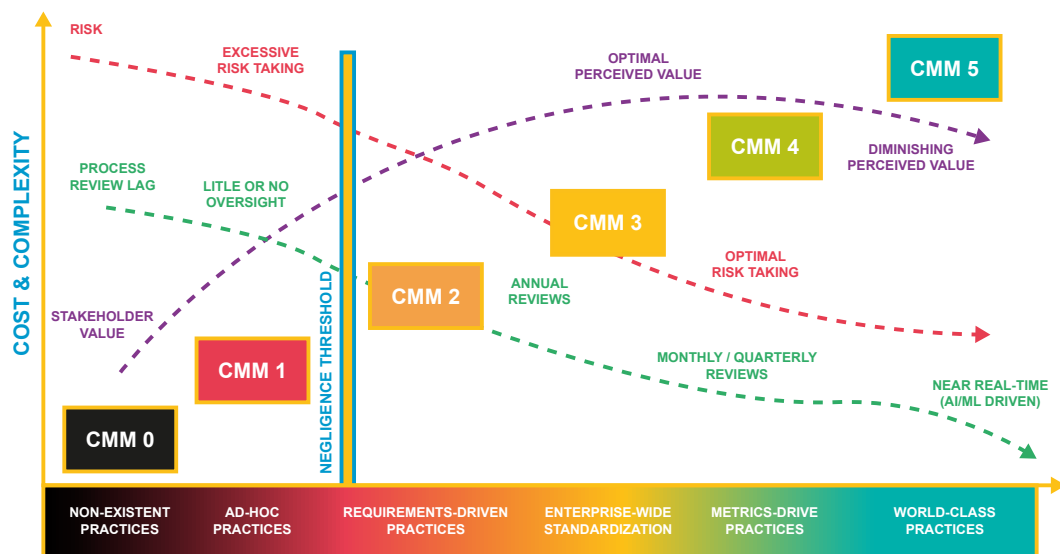 RISK
EXCESSIVE
RISK TAKING
OPTIMAL
PERCEIVED VALUE
CMM 5
CMM 4
DIMINISHING
PERCEIVED VALUE
PROCESS
REVIEW LAG
LITLE OR NO
OVERSIGHT
CMM 3
OPTIMAL
RISK TAKING
COST & COMPLEXITY
NEGLIGENCE THRESHOLD
CMM 2
ANNUAL
REVIEWS
STAKEHOLDER
VALUE
CMM 1
MONTHLY / QUARTERLY
REVIEWS
NEAR REAL-TIME
(AI/ML DRIVEN)
CMM 0
NON-EXISTENT
PRACTICES
AD-HOC
PRACTICES
REQUIREMENTS-DRIVEN
PRACTICES
ENTERPRISE-WIDE
STANDARDIZATION
METRICS-DRIVE
PRACTICES
WORLD-CLASS
PRACTICES